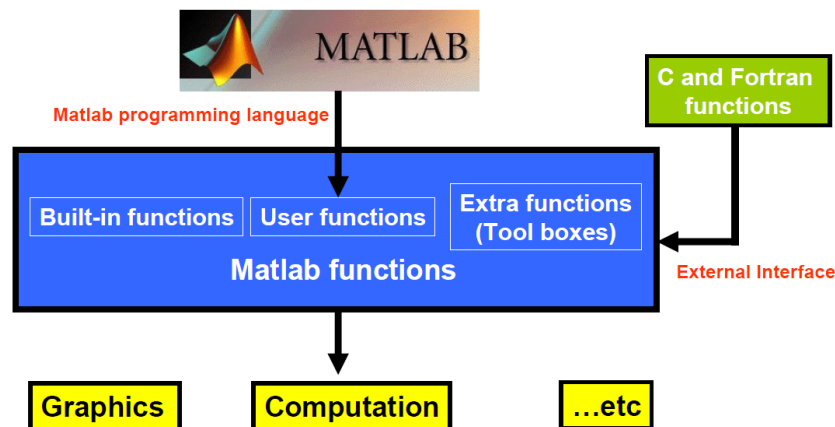 MATLAB
C and Fortran
functions
Matlab programming language
Built-in functions
User functions
Extra functions
(Tool boxes)
Matlab functions
External Interface
Graphics
Computation
...etc